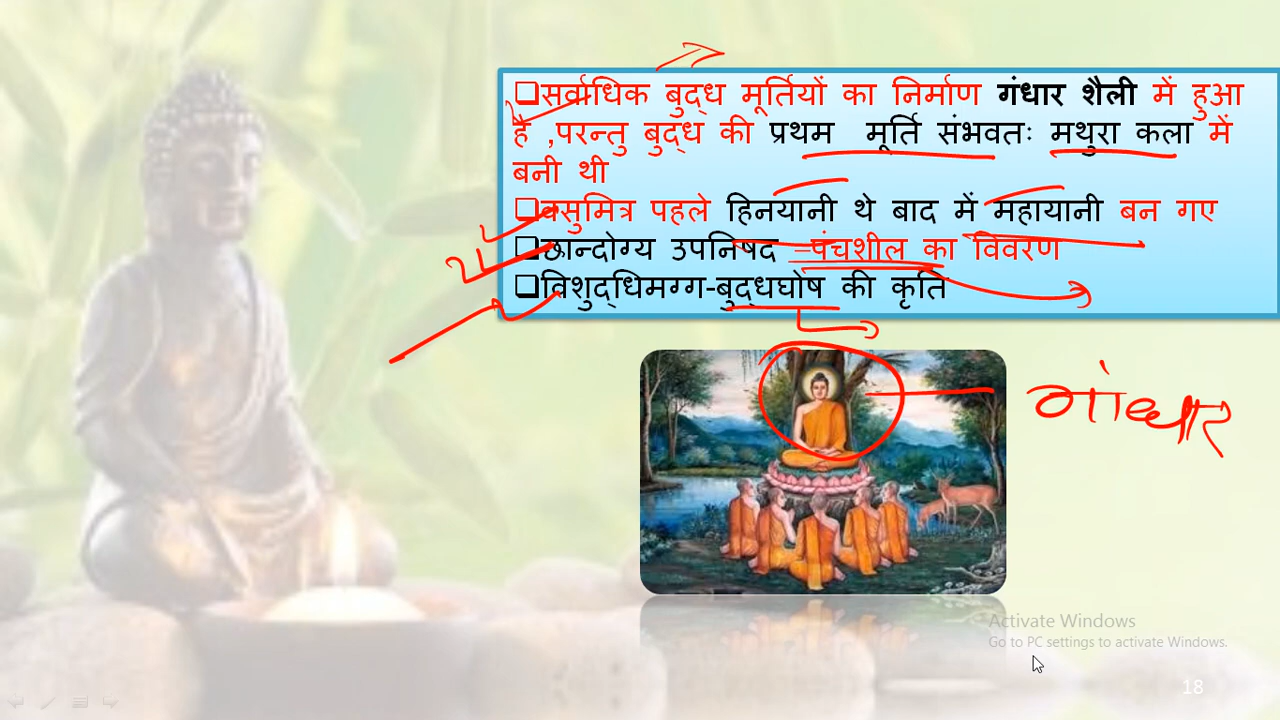 ❑सर्वाधिक बुद्ध मूर्तियों का निर्माण गंधार शैली में हुआ
है ,परन्तु बुद्ध की प्रथम मूर्ति संभवतः मथुरा कला में
बनी थी
❑वसुमित्र पहले हिनयानी थे बाद में महायानी बन गए
❑छान्दोग्य उपनिषद –पंचशील का विवरण
❑विशुद्धिमग्ग-बुद्धघोष की कृति
गांधार
Activate Windows
Go to PC settings to activate Windows.
18